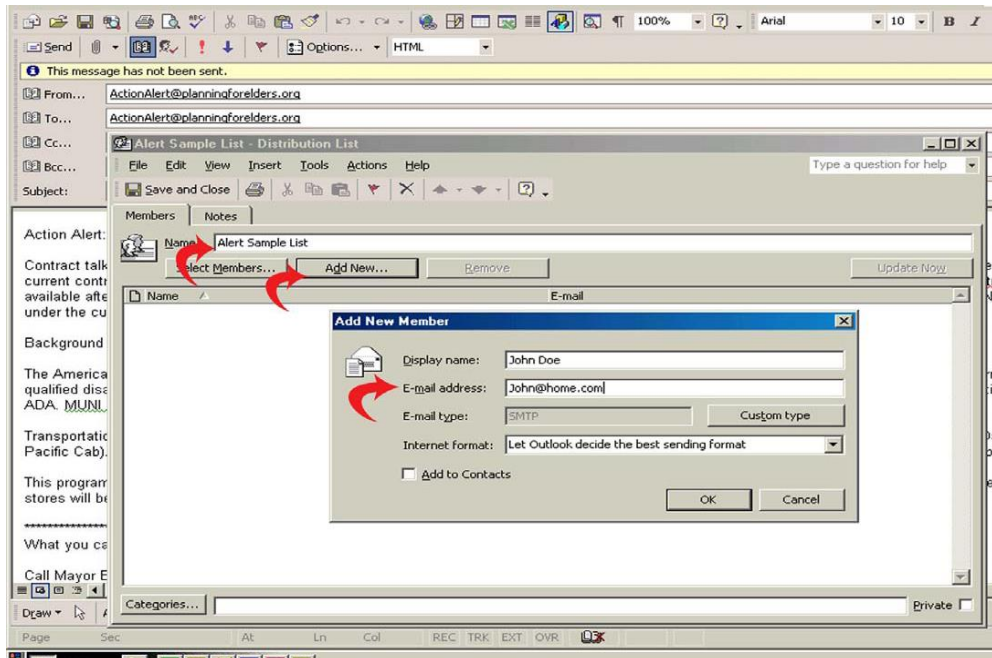 100% Arial 10 B I
Send Options... HTML
This message has not been sent.
From... ActionAlert@planningforelders.org
To... ActionAlert@planningforelders.org
Cc...
Bcc...
Subject:
Alert Sample List - Distribution List
File Edit View Insert Tools Actions Help Type a question for help
Save and Close
Members Notes
Name: Alert Sample List
Select Members... Add New... Remove Update Now
Name E-mail
Add New Member
Display name: John Doe
E-mail address: John@home.com
E-mail type: SMTP Custom type
Internet format: Let Outlook decide the best sending format
Add to Contacts
OK Cancel
Categories... Private
Action Alert:
Contract talk
current contr
available afte
under the cu
Background
The America
qualified disa
ADA. MUNI
Transportatic
Pacific Cab).
This program
stores will be
What you ca
Call Mayor E
Draw
Page Sec At Ln Col REC TRK EXT OVR